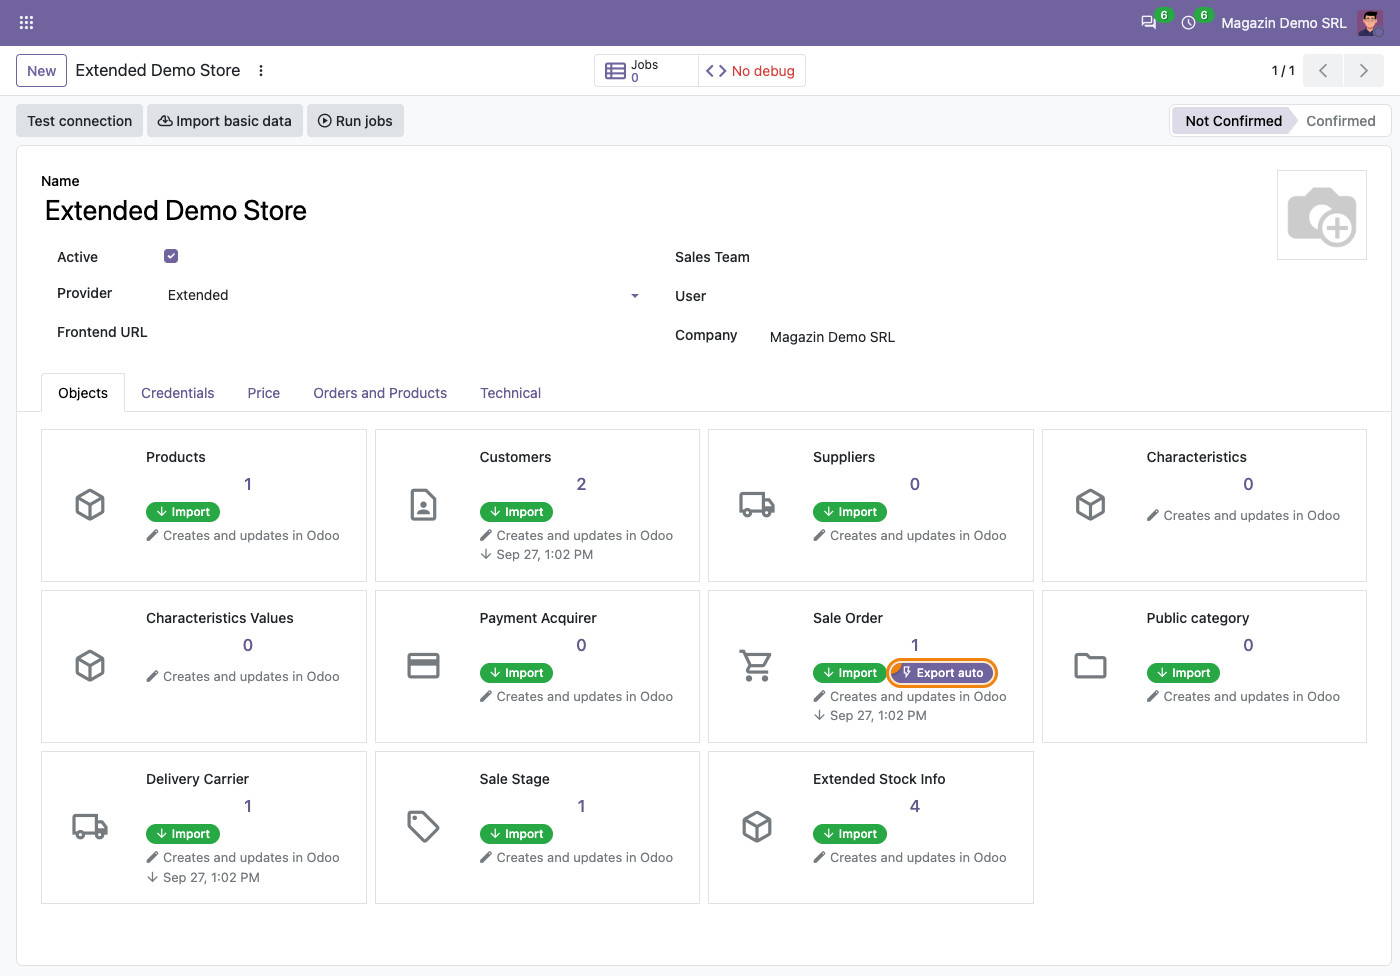 6
6
Magazin Demo SRL
New
Extended Demo Store
Jobs
0
No debug
1 / 1
Test connection
Import basic data
Run jobs
Not Confirmed
Confirmed
Name
Extended Demo Store
Active
Sales Team
Provider
Extended
User
Frontend URL
Company
Magazin Demo SRL
Objects
Credentials
Price
Orders and Products
Technical
Products
1
Import
Creates and updates in Odoo
Customers
2
Import
Creates and updates in Odoo
Sep 27, 1:02 PM
Suppliers
0
Import
Creates and updates in Odoo
Characteristics
0
Creates and updates in Odoo
Characteristics Values
0
Creates and updates in Odoo
Payment Acquirer
0
Import
Creates and updates in Odoo
Sale Order
1
Import
Export auto
Creates and updates in Odoo
Sep 27, 1:02 PM
Public category
0
Import
Creates and updates in Odoo
Delivery Carrier
1
Import
Creates and updates in Odoo
Sep 27, 1:02 PM
Sale Stage
1
Import
Creates and updates in Odoo
Extended Stock Info
4
Import
Creates and updates in Odoo